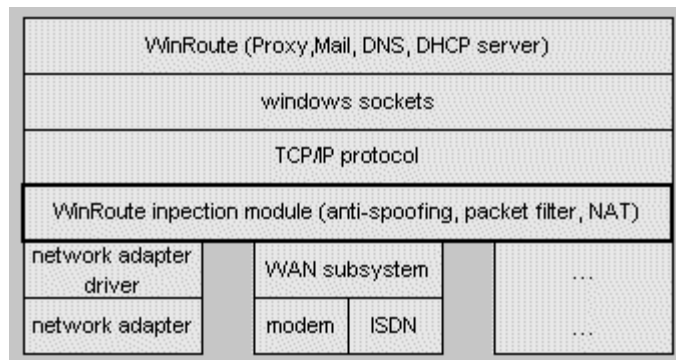 WinRoute (Proxy,Mail, DNS, DHCP server)
windows sockets
TCP/IP protocol
WinRoute inpection module (anti-spoofing, packet filter, NAT)
network adapter
driver
WAN subsystem
...
network adapter
modem
ISDN
...